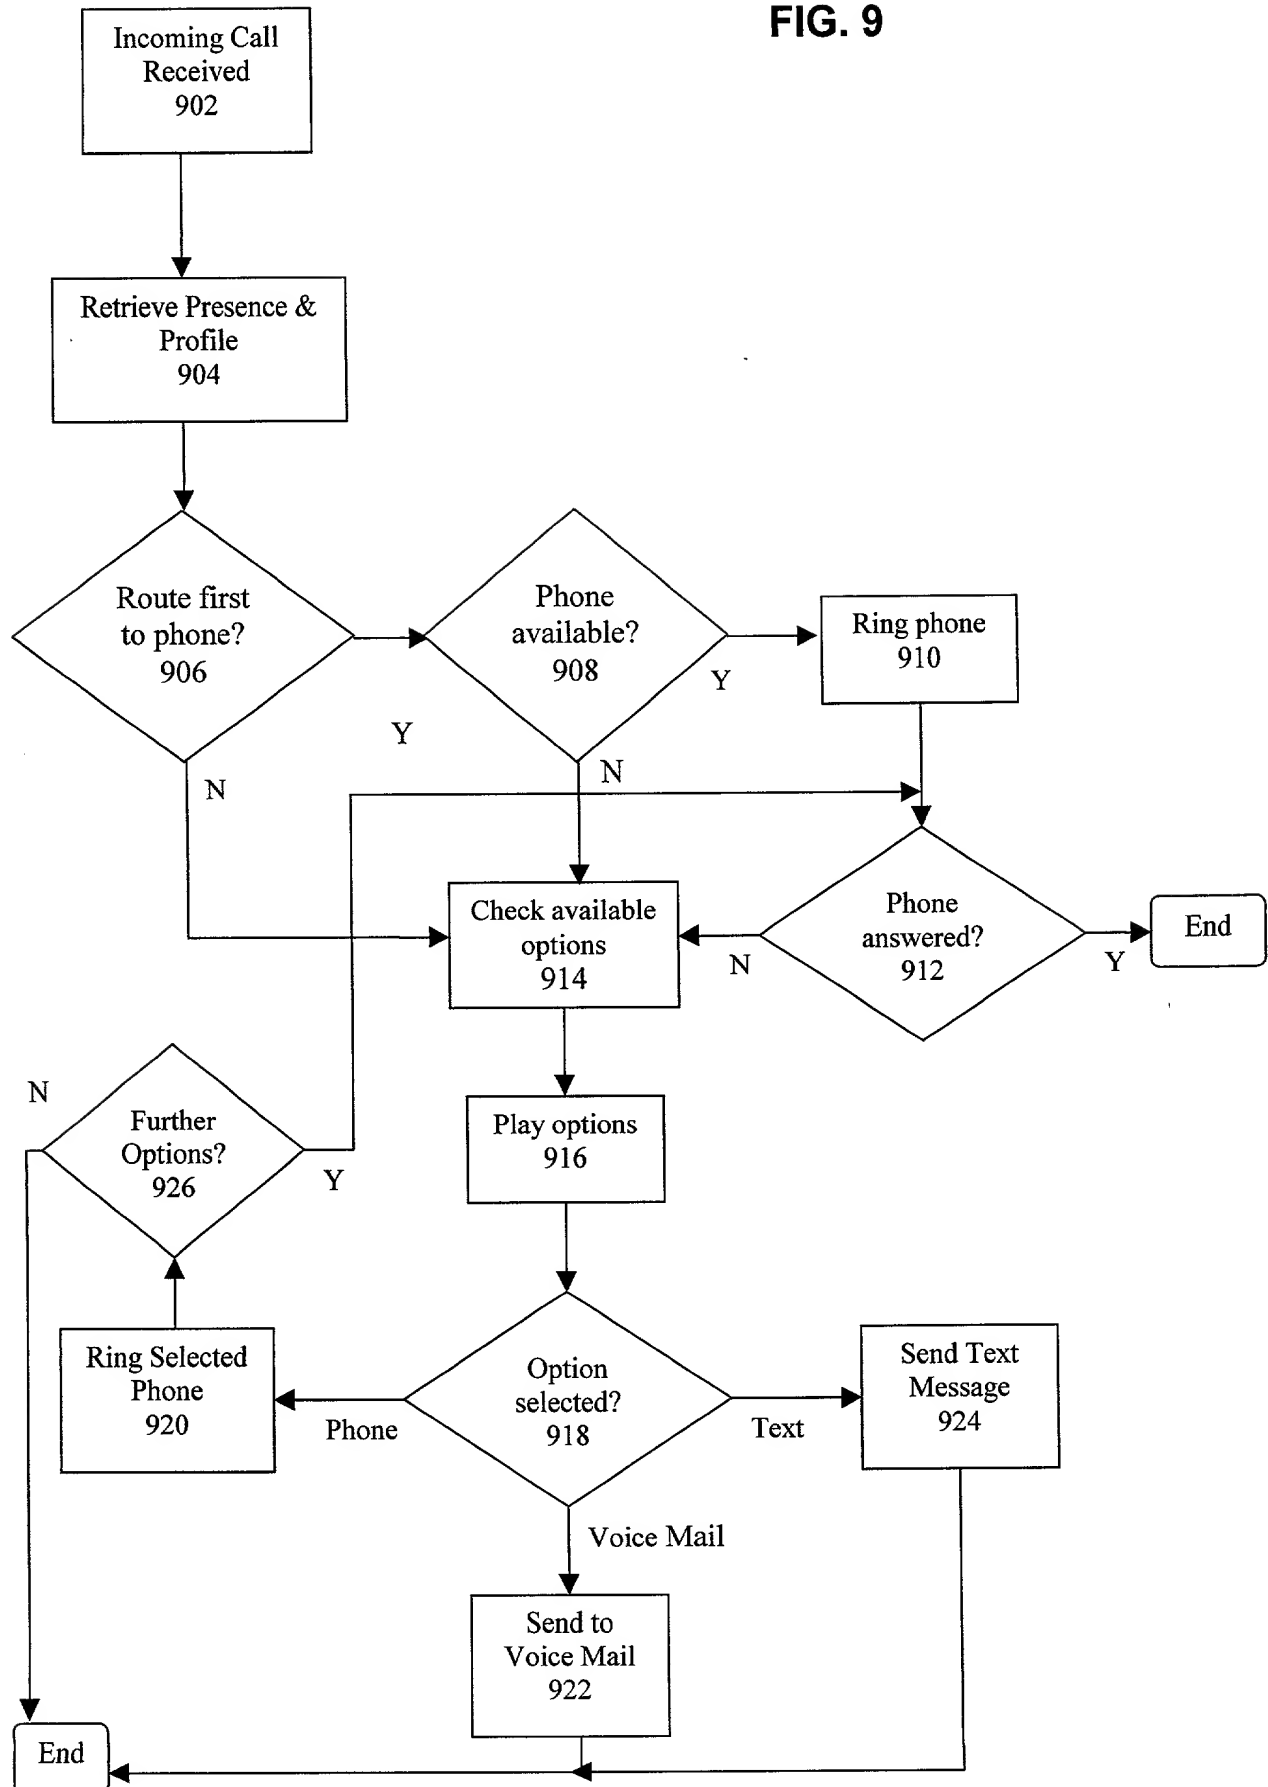 FIG. 9
Incoming Call
Received
902
Retrieve Presence &
Profile
904
Route first
to phone?
906
Y
N
Phone
available?
908
Y
N
Ring phone
910
Phone
answered?
912
N
Y
End
Check available
options
914
Play options
916
N
Further
Options?
926
Y
Ring Selected
Phone
920
Phone
Option
selected?
918
Text
Send Text
Message
924
Voice Mail
Send to
Voice Mail
922
End